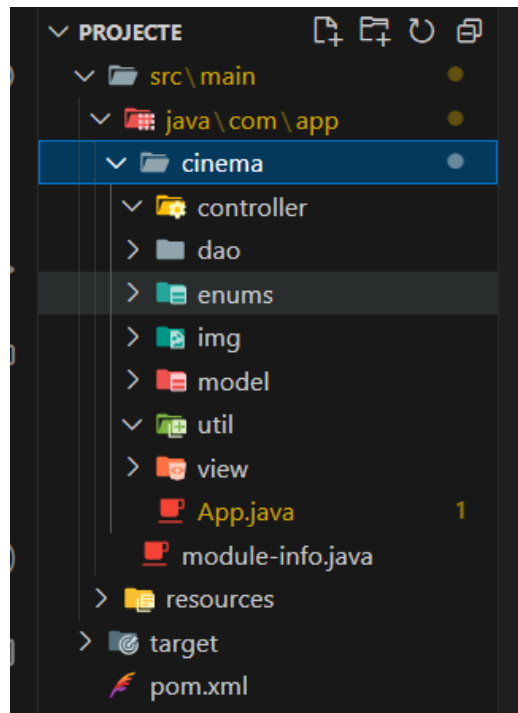 PROJECTE
src\main
java\com\app
cinema
controller
dao
enums
img
model
util
view
App.java 1
module-info.java
resources
target
pom.xml